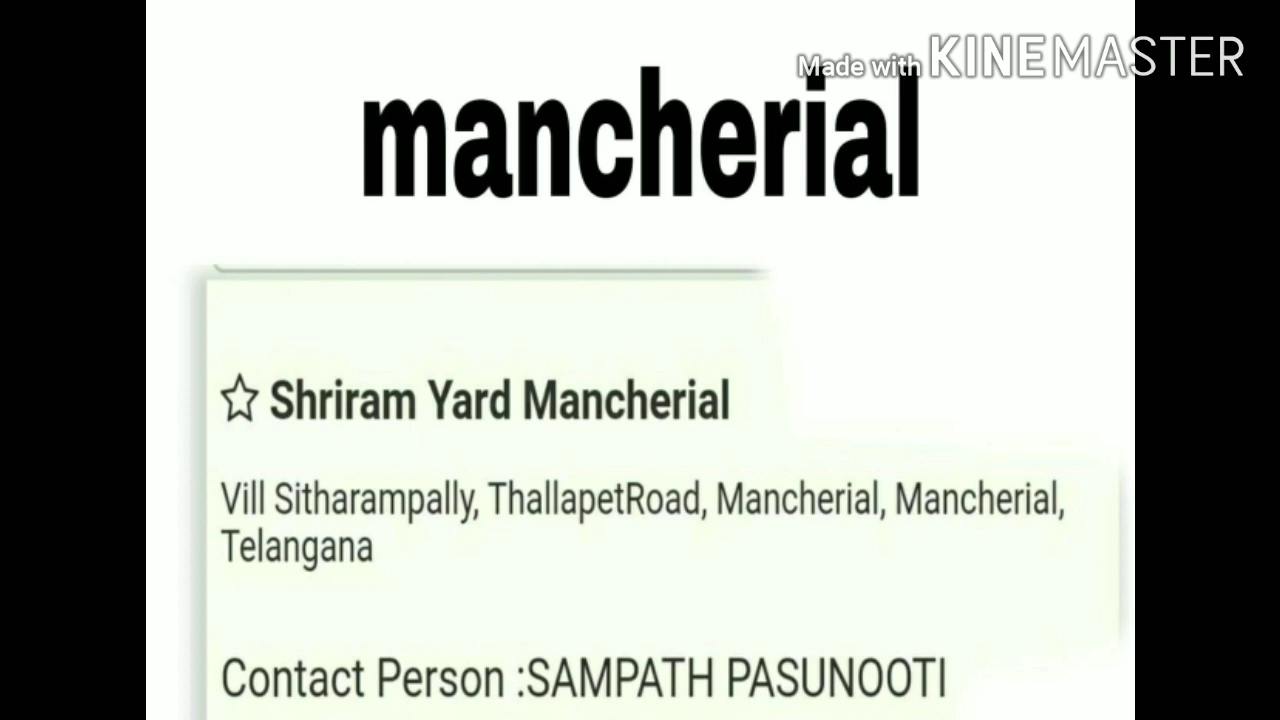 Made with KINEMASTER
mancherial
Shriram Yard Mancherial
Vill Sitharampally, ThallapetRoad, Mancherial, Mancherial,
Telangana
Contact Person :SAMPATH PASUNOOTI